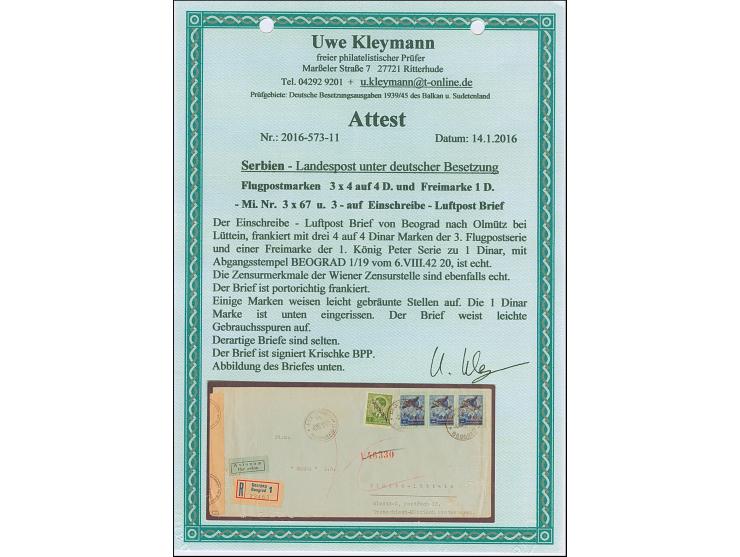 Uwe Kleymann
freier philatelistischer Prüfer
Marßeler Straße 7 27721 Ritterhude
Tel. 04292 9201 + u.kleymann@t-online.de
Prüfgebiete: Deutsche Besetzungsausgaben 1939/45 des Balkan u. Sudetenland
Attest
Nr.: 2016-573-11 Datum: 14.1.2016
Serbien - Landespost unter deutscher Besetzung
Flugpostmarken 3 x 4 auf 4 D. und Freimarke 1 D.
- Mi. Nr. 3 x 67 u. 3 - auf Einschreibe - Luftpost Brief
Der Einschreibe - Luftpost Brief von Beograd nach Olmütz bei
Lüttein, frankiert mit drei 4 auf 4 Dinar Marken der 3. Flugpostserie
und einer Freimarke der 1. König Peter Serie zu 1 Dinar, mit
Abgangsstempel BEOGRAD 1/19 vom 6.VIII.42 20, ist echt.
Die Zensurmerkmale der Wiener Zensurstelle sind ebenfalls echt.
Der Brief ist portorichtig frankiert.
Einige Marken weisen leicht gebräunte Stellen auf. Die 1 Dinar
Marke ist unten eingerissen. Der Brief weist leichte
Gebrauchsspuren auf.
Derartige Briefe sind selten.
Der Brief ist signiert Krischke BPP.
Abbildung des Briefes unten.
U. Kley
Par avion
R Beograd 1
46330